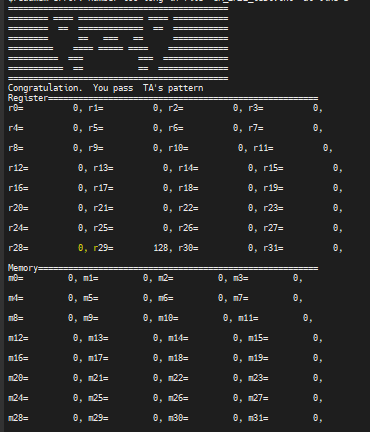 ==================================================
Congratulation.  You pass  TA's pattern
Register======================================================
r0=          0, r1=          0, r2=          0, r3=          0,
r4=          0, r5=          0, r6=          0, r7=          0,
r8=          0, r9=          0, r10=          0, r11=          0,
r12=          0, r13=          0, r14=          0, r15=          0,
r16=          0, r17=          0, r18=          0, r19=          0,
r20=          0, r21=          0, r22=          0, r23=          0,
r24=          0, r25=          0, r26=          0, r27=          0,
r28=          0, r29=        128, r30=          0, r31=          0,
Memory========================================================
m0=          0, m1=          0, m2=          0, m3=          0,
m4=          0, m5=          0, m6=          0, m7=          0,
m8=          0, m9=          0, m10=          0, m11=          0,
m12=          0, m13=          0, m14=          0, m15=          0,
m16=          0, m17=          0, m18=          0, m19=          0,
m20=          0, m21=          0, m22=          0, m23=          0,
m24=          0, m25=          0, m26=          0, m27=          0,
m28=          0, m29=          0, m30=          0, m31=          0,